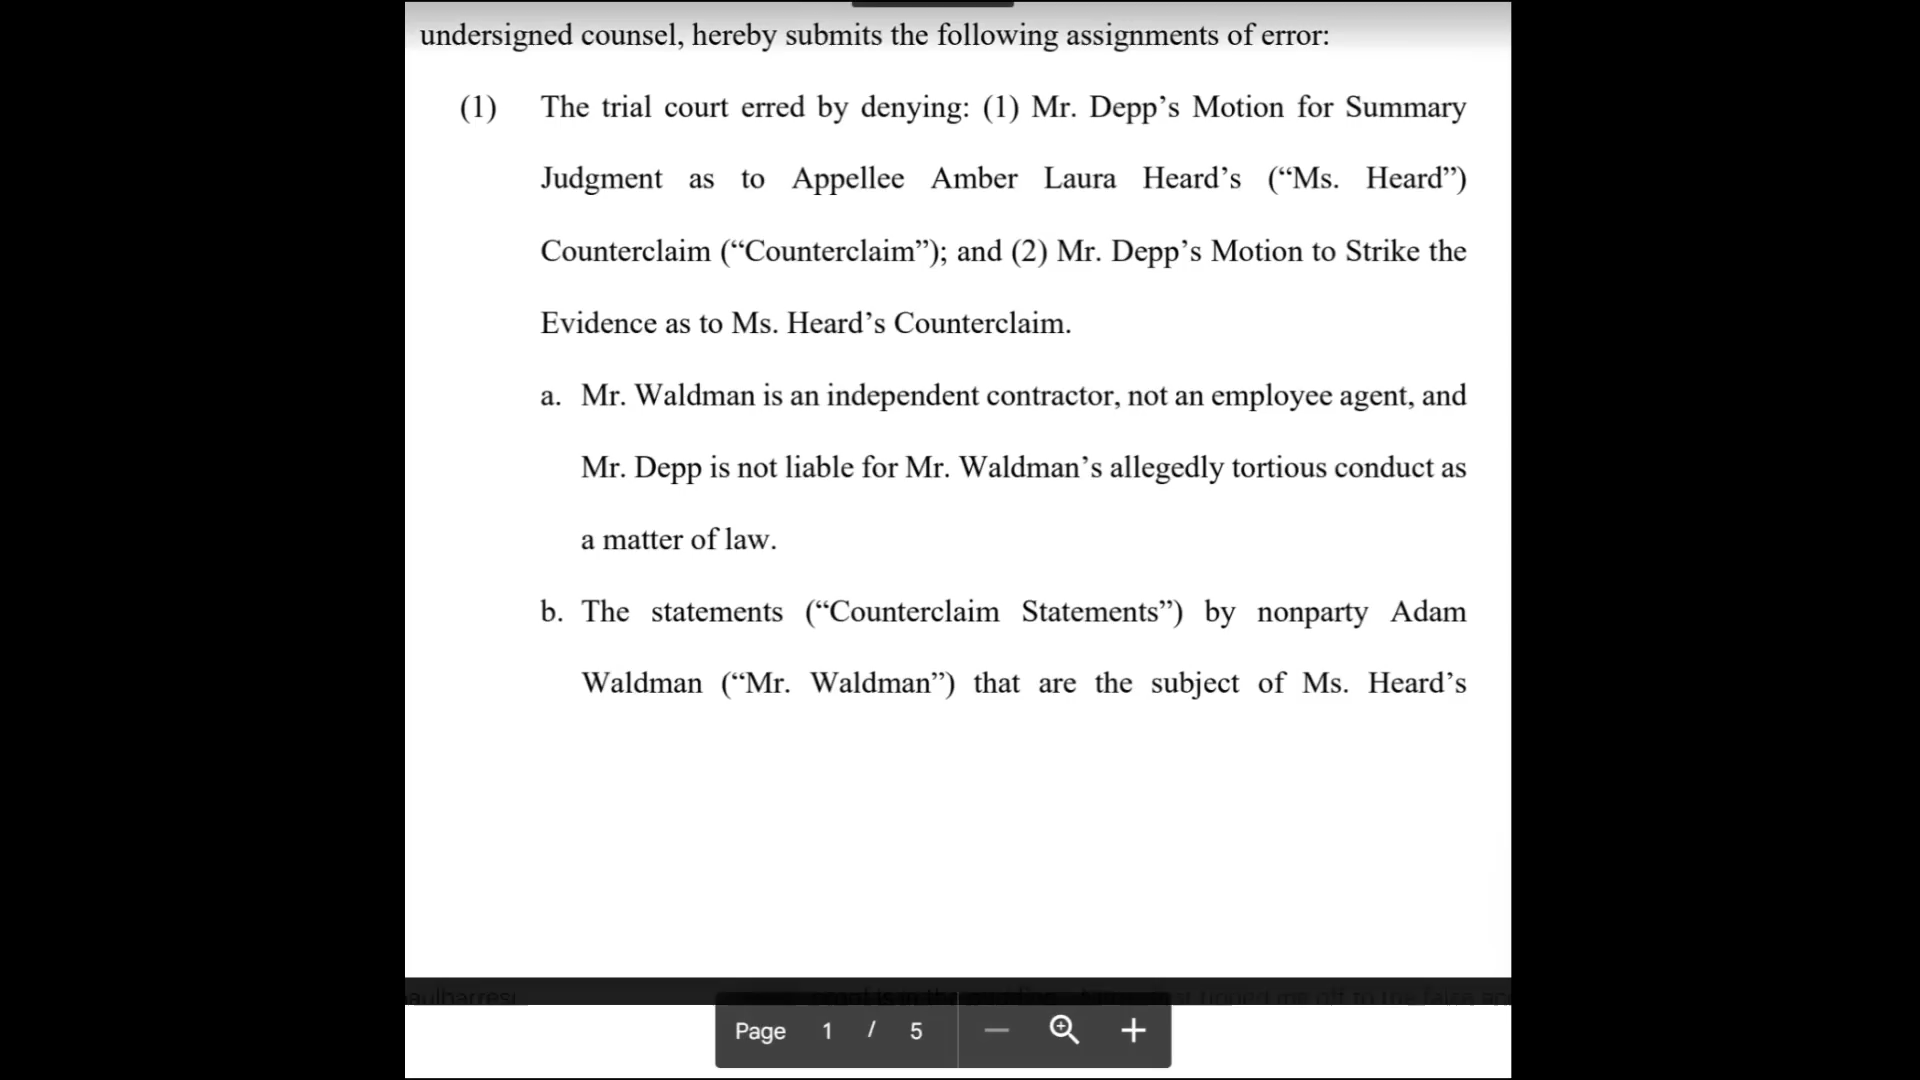 undersigned counsel, hereby submits the following assignments of error:
(1) The trial court erred by denying: (1) Mr. Depp’s Motion for Summary
Judgment as to Appellee Amber Laura Heard’s (“Ms. Heard”)
Counterclaim (“Counterclaim”); and (2) Mr. Depp’s Motion to Strike the
Evidence as to Ms. Heard’s Counterclaim.
a. Mr. Waldman is an independent contractor, not an employee agent, and
Mr. Depp is not liable for Mr. Waldman’s allegedly tortious conduct as
a matter of law.
b. The statements (“Counterclaim Statements”) by nonparty Adam
Waldman (“Mr. Waldman”) that are the subject of Ms. Heard’s
Page 1 / 5